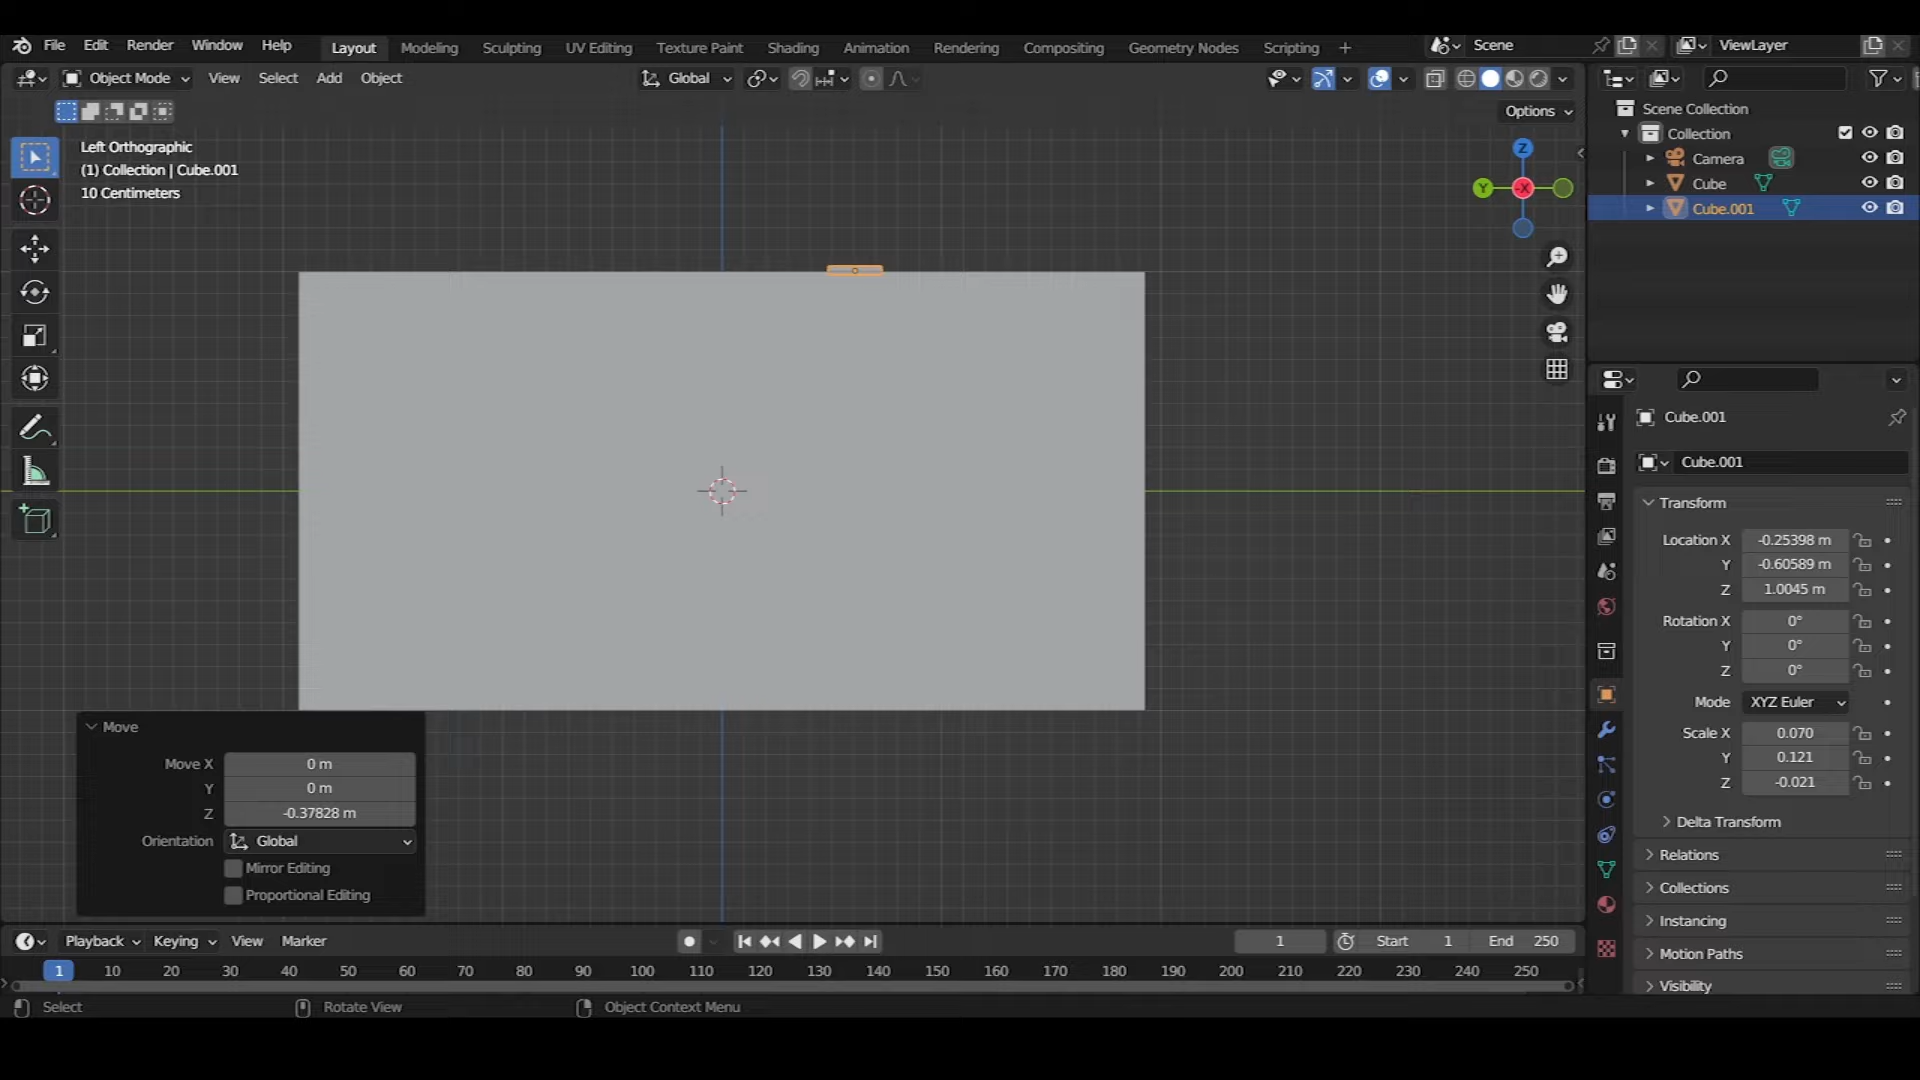 File Edit Render Window Help Layout Modeling Sculpting UV Editing Texture Paint Shading Animation Rendering Compositing Geometry Nodes Scripting + Scene ViewLayer
Object Mode View Select Add Object Global
Options
Left Orthographic
(1) Collection | Cube.001
10 Centimeters
Z
Y
-X
Scene Collection
Collection
Camera
Cube
Cube.001
Cube.001
Cube.001
Transform
Location X -0.25398 m
Y -0.60589 m
Z 1.0045 m
Rotation X 0°
Y 0°
Z 0°
Mode XYZ Euler
Scale X 0.070
Y 0.121
Z -0.021
Delta Transform
Relations
Collections
Instancing
Motion Paths
Visibility
Move
Move X 0 m
Y 0 m
Z -0.37828 m
Orientation Global
Mirror Editing
Proportional Editing
Playback Keying View Marker 1 Start 1 End 250
1 10 20 30 40 50 60 70 80 90 100 110 120 130 140 150 160 170 180 190 200 210 220 230 240 250
Select Rotate View Object Context Menu